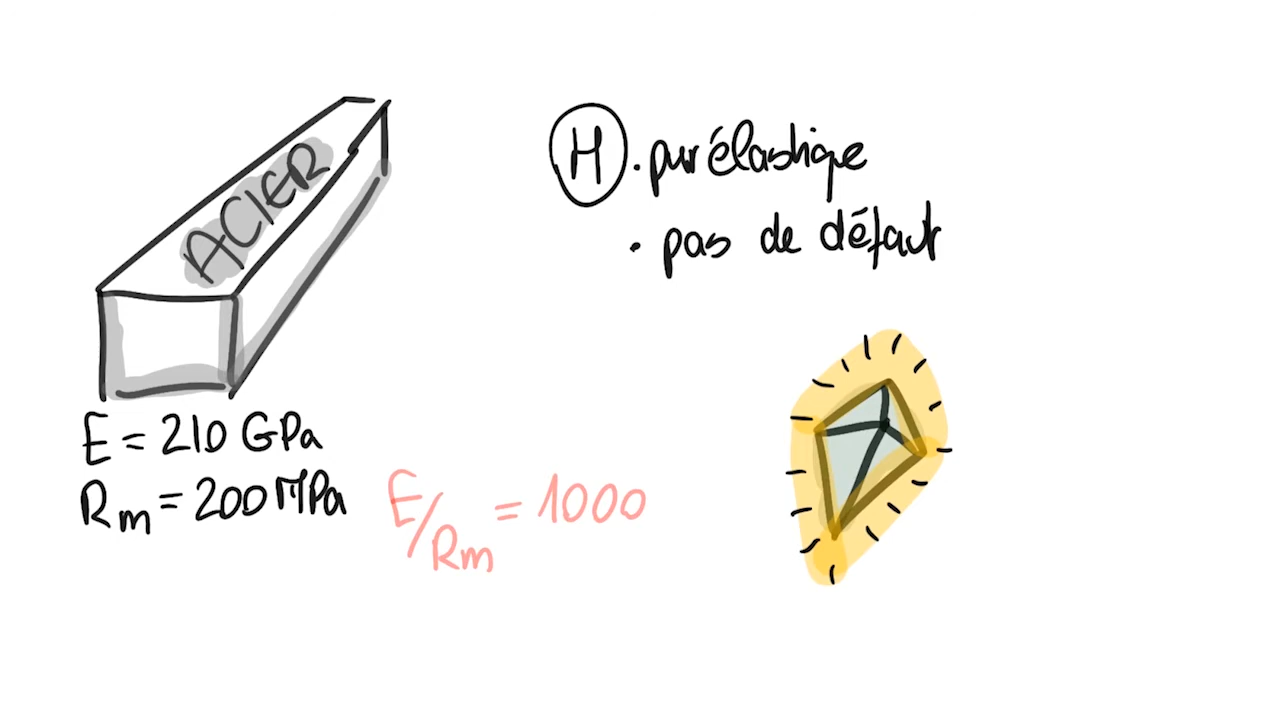 ACIER
E = 210 GPa
Rm = 200 MPa
E/Rm = 1000
H . pur élastique
. pas de défaut